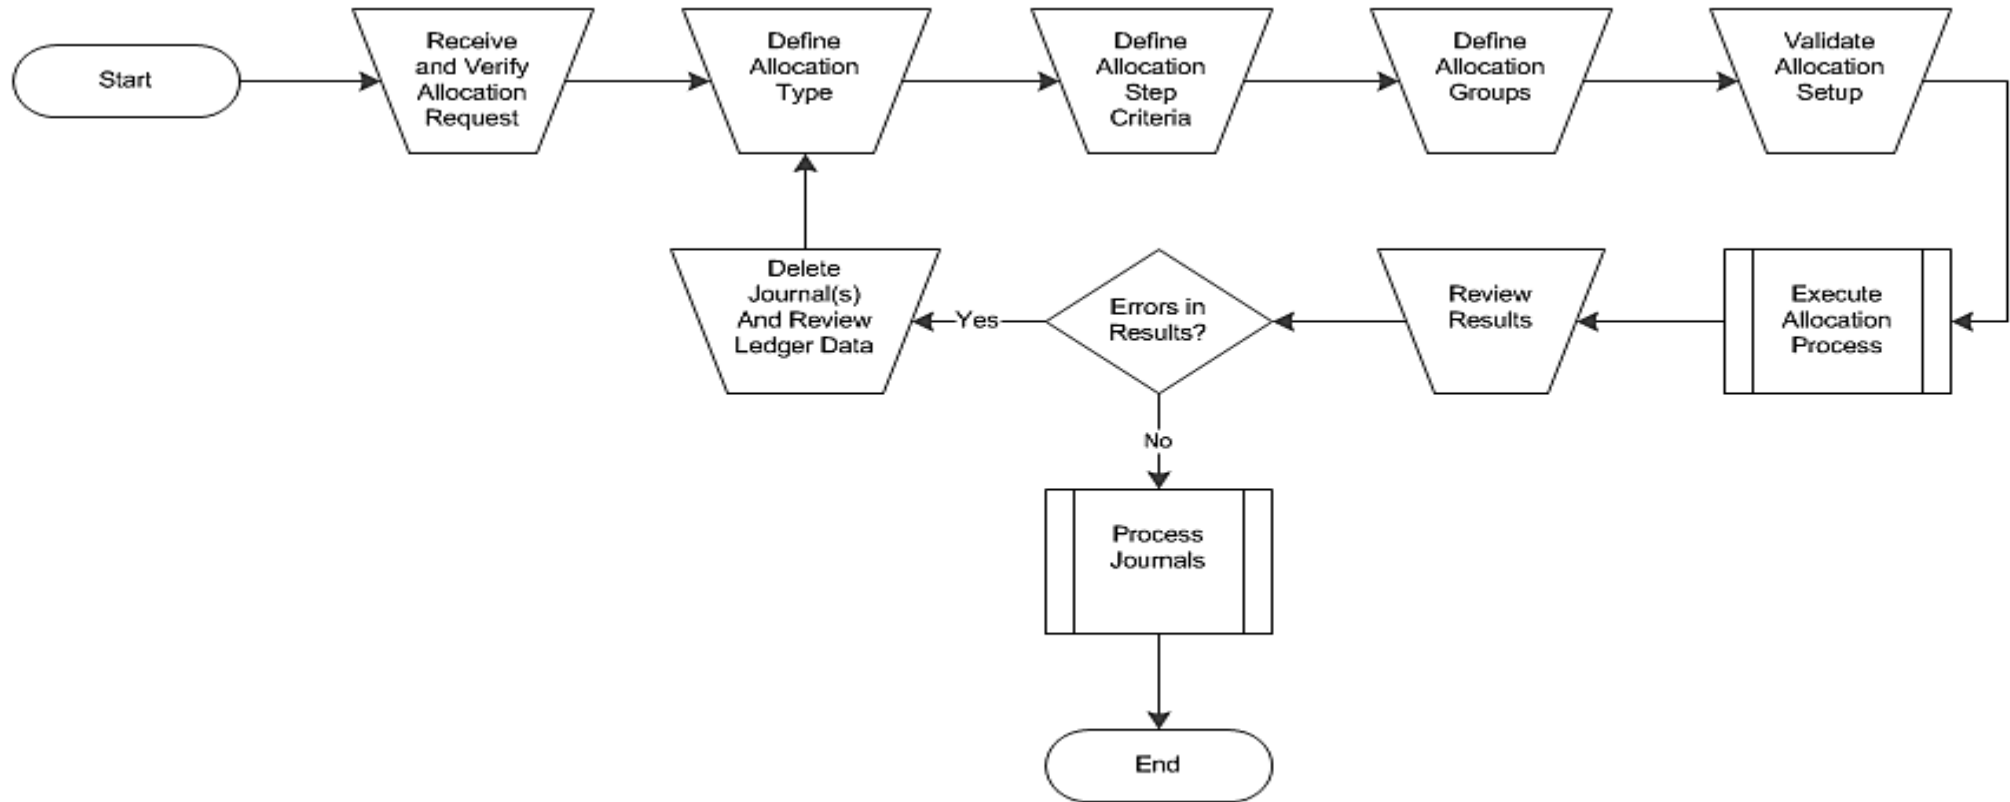 Start
Receive
and Verify
Allocation
Request
Define
Allocation
Type
Define
Allocation
Step
Criteria
Define
Allocation
Groups
Validate
Allocation
Setup
Execute
Allocation
Process
Review
Results
Errors in
Results?
Yes
Delete
Journal(s)
And Review
Ledger Data
No
Process
Journals
End